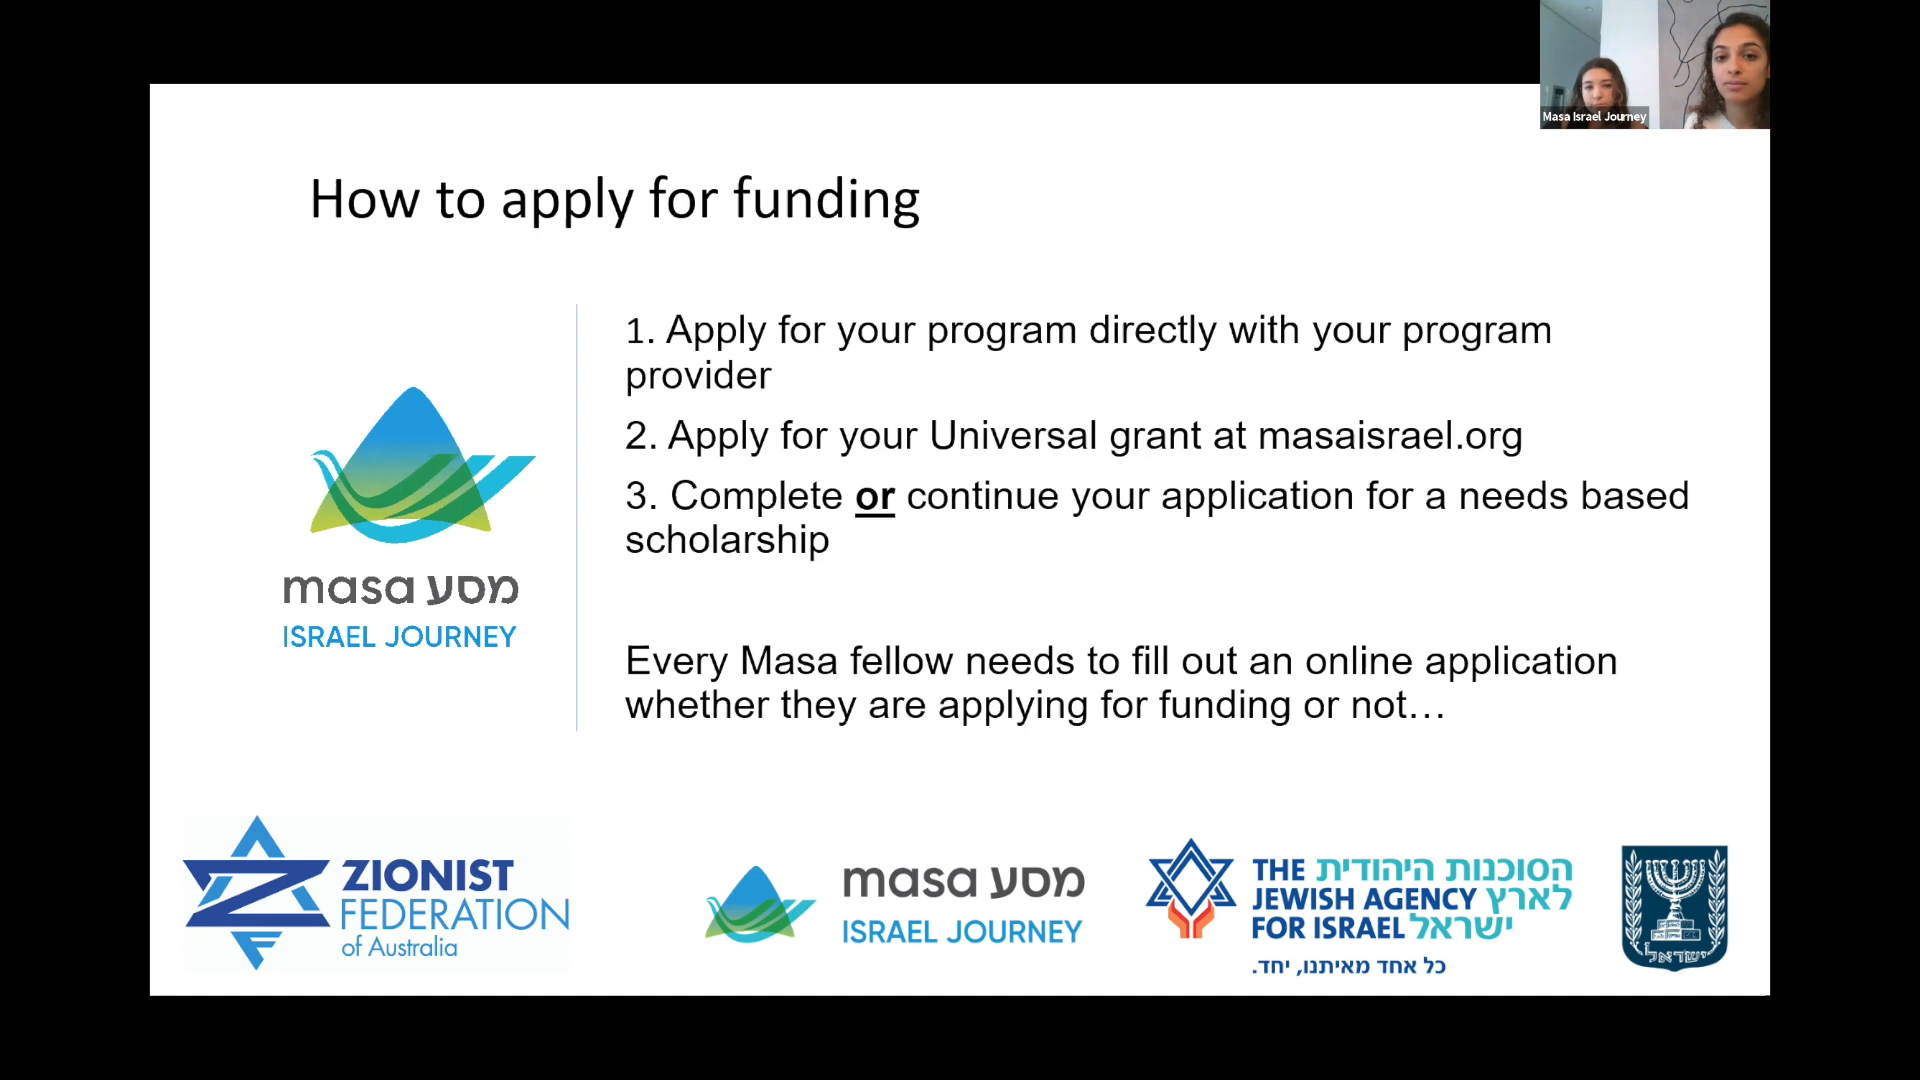 Masa Israel Journey
How to apply for funding
1. Apply for your program directly with your program
provider
2. Apply for your Universal grant at masaisrael.org
3. Complete or continue your application for a needs based
scholarship
Every Masa fellow needs to fill out an online application
whether they are applying for funding or not…
masa מסע
ISRAEL JOURNEY
ZIONIST
FEDERATION
of Australia
masa מסע
ISRAEL JOURNEY
THE הסוכנות היהודית
JEWISH AGENCY לארץ
FOR ISRAEL ישראל
כל אחד מאיתנו, יחד.
ישראל